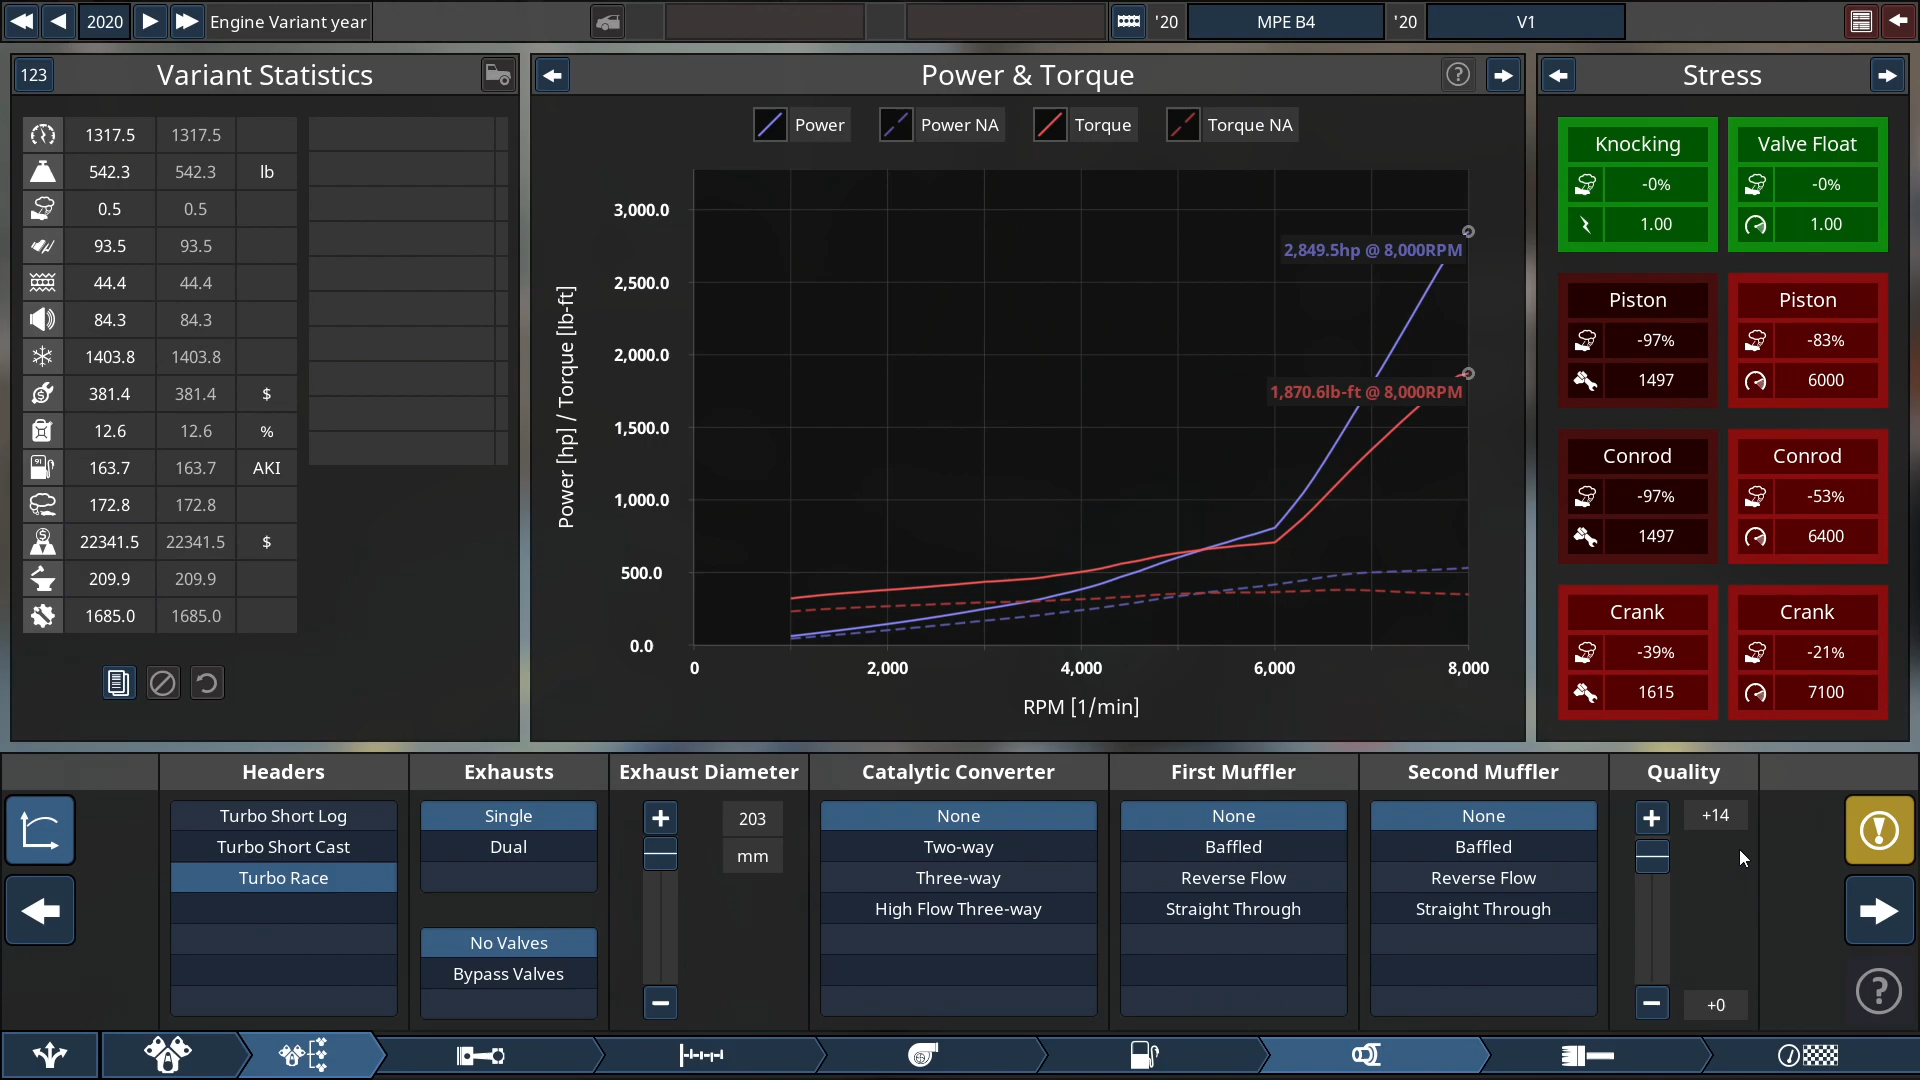 2020 Engine Variant year '20 MPE B4 '20 V1
123 Variant Statistics
1317.5 1317.5
542.3 542.3 lb
0.5 0.5
93.5 93.5
44.4 44.4
84.3 84.3
1403.8 1403.8
381.4 381.4 $
12.6 12.6 %
91 163.7 163.7 AKI
172.8 172.8
22341.5 22341.5 $
209.9 209.9
1685.0 1685.0
Power & Torque ?
Power Power NA Torque Torque NA
Power [hp] / Torque [lb-ft]
3,000.0
2,500.0
2,000.0
1,500.0
1,000.0
500.0
0.0
2,849.5hp @ 8,000RPM
1,870.6lb-ft @ 8,000RPM
0 2,000 4,000 6,000 8,000
RPM [1/min]
Stress
Knocking Valve Float
-0% -0%
1.00 1.00
Piston Piston
-97% -83%
1497 6000
Conrod Conrod
-97% -53%
1497 6400
Crank Crank
-39% -21%
1615 7100
Headers
Turbo Short Log
Turbo Short Cast
Turbo Race
Exhausts
Single
Dual
No Valves
Bypass Valves
Exhaust Diameter
+ 203
mm
−
Catalytic Converter
None
Two-way
Three-way
High Flow Three-way
First Muffler
None
Baffled
Reverse Flow
Straight Through
Second Muffler
None
Baffled
Reverse Flow
Straight Through
Quality
+ +14
− +0
!
?